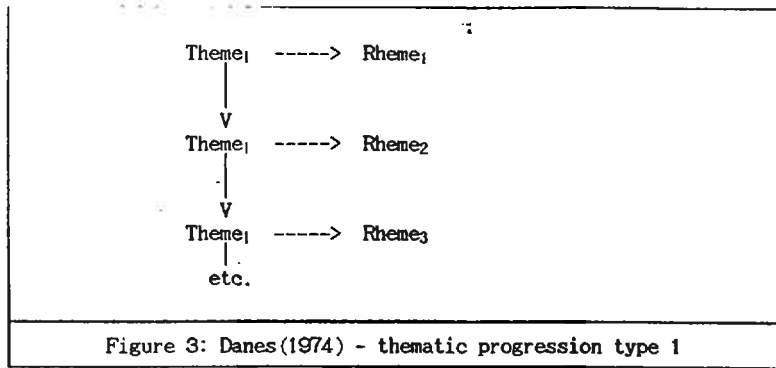 Theme₁ -----> Rheme₁
V
Theme₁ -----> Rheme₂
V
Theme₁ -----> Rheme₃
etc.
Figure 3: Danes(1974) - thematic progression type 1